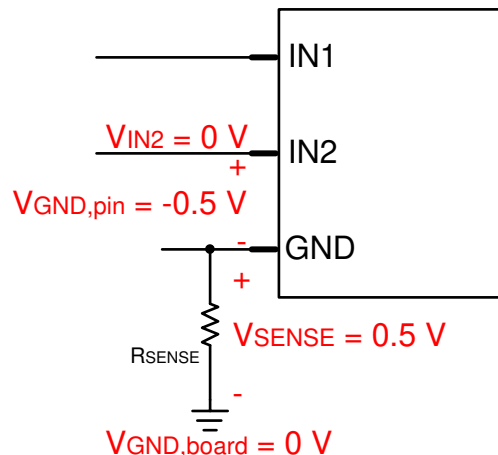 IN1
VIN2 = 0 V
+
IN2
VGND,pin = -0.5 V
-
GND
+
VSENSE = 0.5 V
RSENSE
-
VGND,board = 0 V